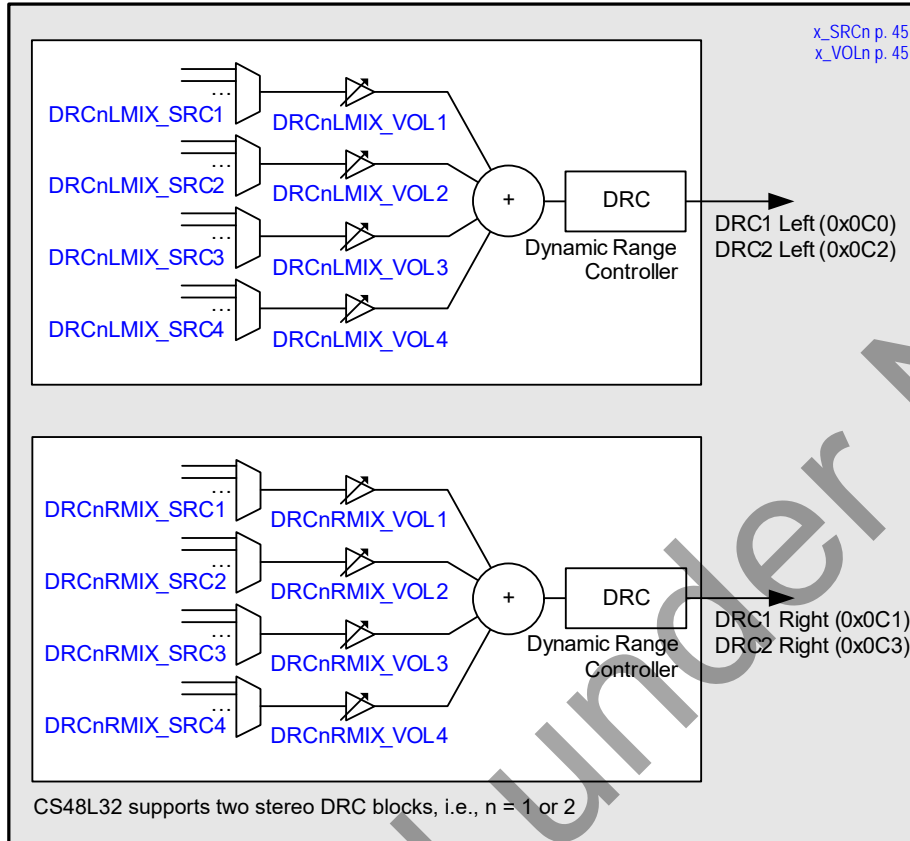 x_SRCn p. 45
x_VOLn p. 45
...
DRCnLMIX_SRC1
DRCnLMIX_VOL1
...
DRCnLMIX_SRC2
DRCnLMIX_VOL2
...
DRCnLMIX_SRC3
DRCnLMIX_VOL3
...
DRCnLMIX_SRC4
DRCnLMIX_VOL4
+
DRC
Dynamic Range
Controller
DRC1 Left (0x0C0)
DRC2 Left (0x0C2)
...
DRCnRMIX_SRC1
DRCnRMIX_VOL1
...
DRCnRMIX_SRC2
DRCnRMIX_VOL2
...
DRCnRMIX_SRC3
DRCnRMIX_VOL3
...
DRCnRMIX_SRC4
DRCnRMIX_VOL4
+
DRC
Dynamic Range
Controller
DRC1 Right (0x0C1)
DRC2 Right (0x0C3)
CS48L32 supports two stereo DRC blocks, i.e., n = 1 or 2
under